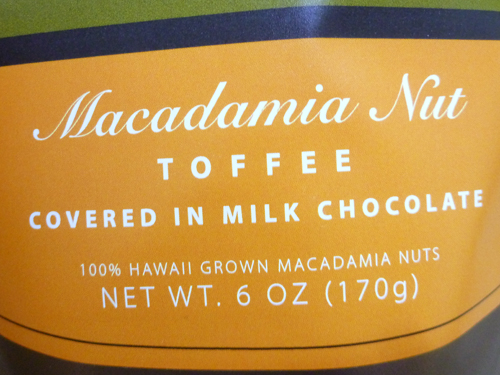 Macadamia Nut
TOFFEE
COVERED IN MILK CHOCOLATE
100% HAWAII GROWN MACADAMIA NUTS
NET WT. 6 OZ (170g)